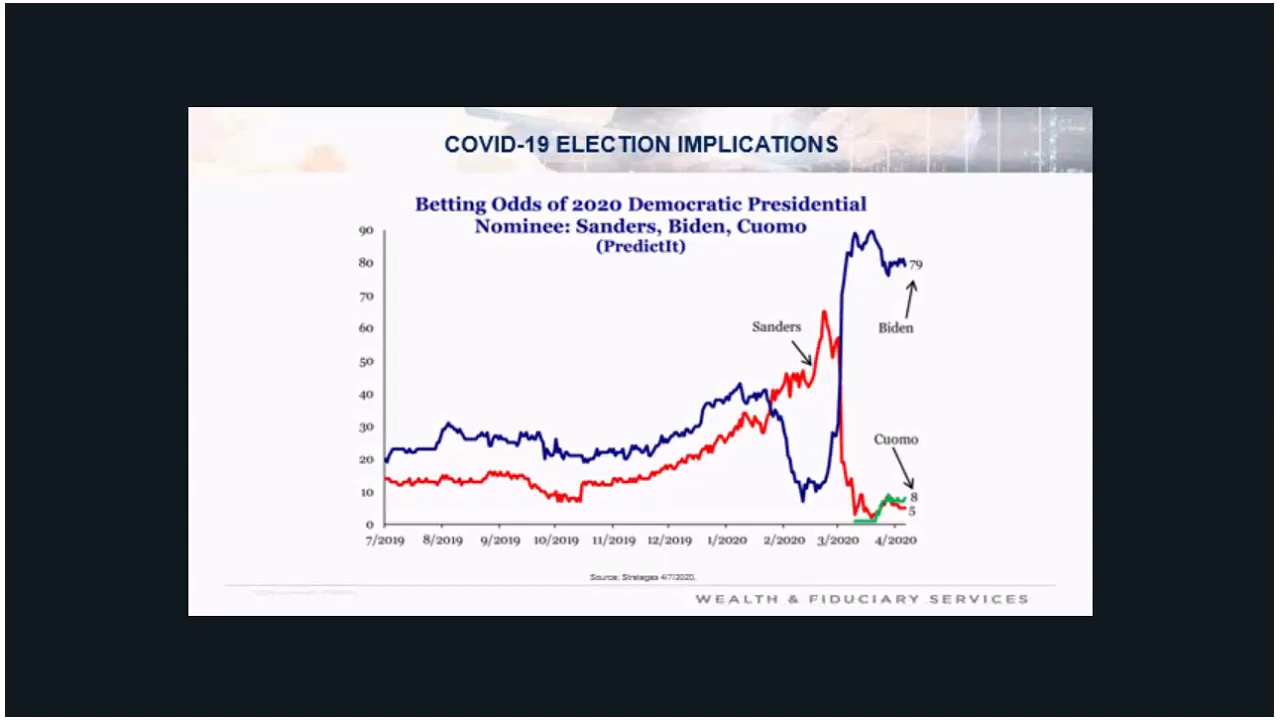 COVID-19 ELECTION IMPLICATIONS
Betting Odds of 2020 Democratic Presidential
Nominee: Sanders, Biden, Cuomo
(PredictIt)
90
80
70
60
50
40
30
20
10
0
79
Sanders
Biden
Cuomo
8
5
7/2019 8/2019 9/2019 10/2019 11/2019 12/2019 1/2020 2/2020 3/2020 4/2020
Source: Strategas 4/7/2020.
WEALTH & FIDUCIARY SERVICES